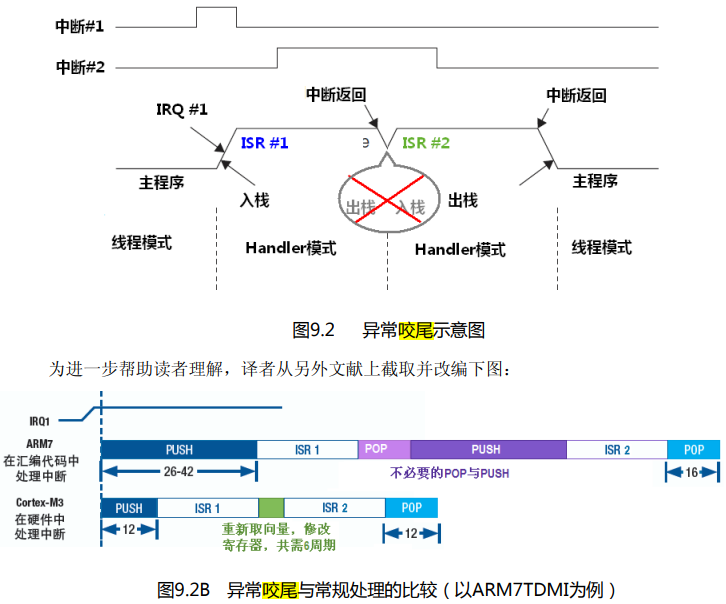 中断#1
中断#2
中断返回
中断返回
IRQ #1
ISR #1
e
ISR #2
主程序
入栈
出栈 入栈
出栈
主程序
线程模式
Handler模式
Handler模式
线程模式
图9.2 异常咬尾示意图
为进一步帮助读者理解，译者从另外文献上截取并改编下图：
IRQ1
ARM7
在汇编代码中
处理中断
PUSH
ISR 1
POP
PUSH
ISR 2
POP
26-42
不必要的POP与PUSH
16
Cortex-M3
在硬件中
处理中断
PUSH
ISR 1
ISR 2
POP
12
重新取向量，修改
寄存器，共需6周期
12
图9.2B 异常咬尾与常规处理的比较（以ARM7TDMI为例）